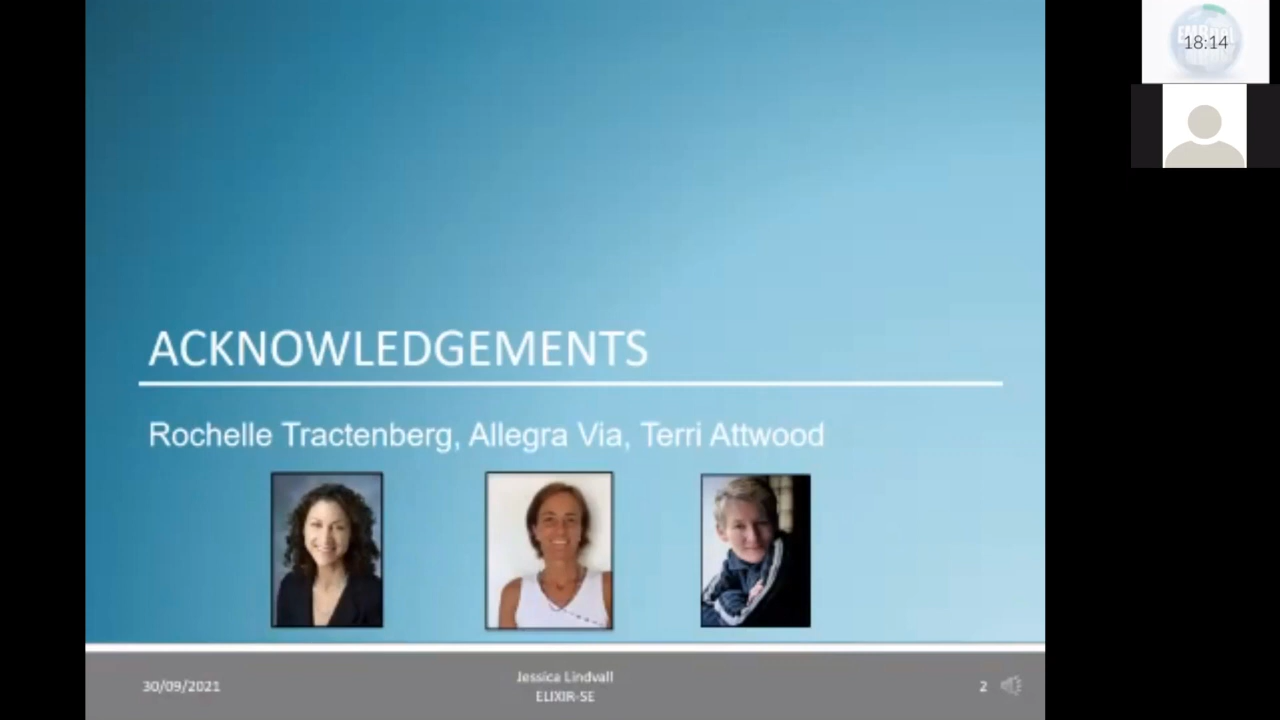 18:14
ACKNOWLEDGEMENTS
Rochelle Tractenberg, Allegra Via, Terri Attwood
30/09/2021
Jessica Lindvall
ELIXIR-SE
2